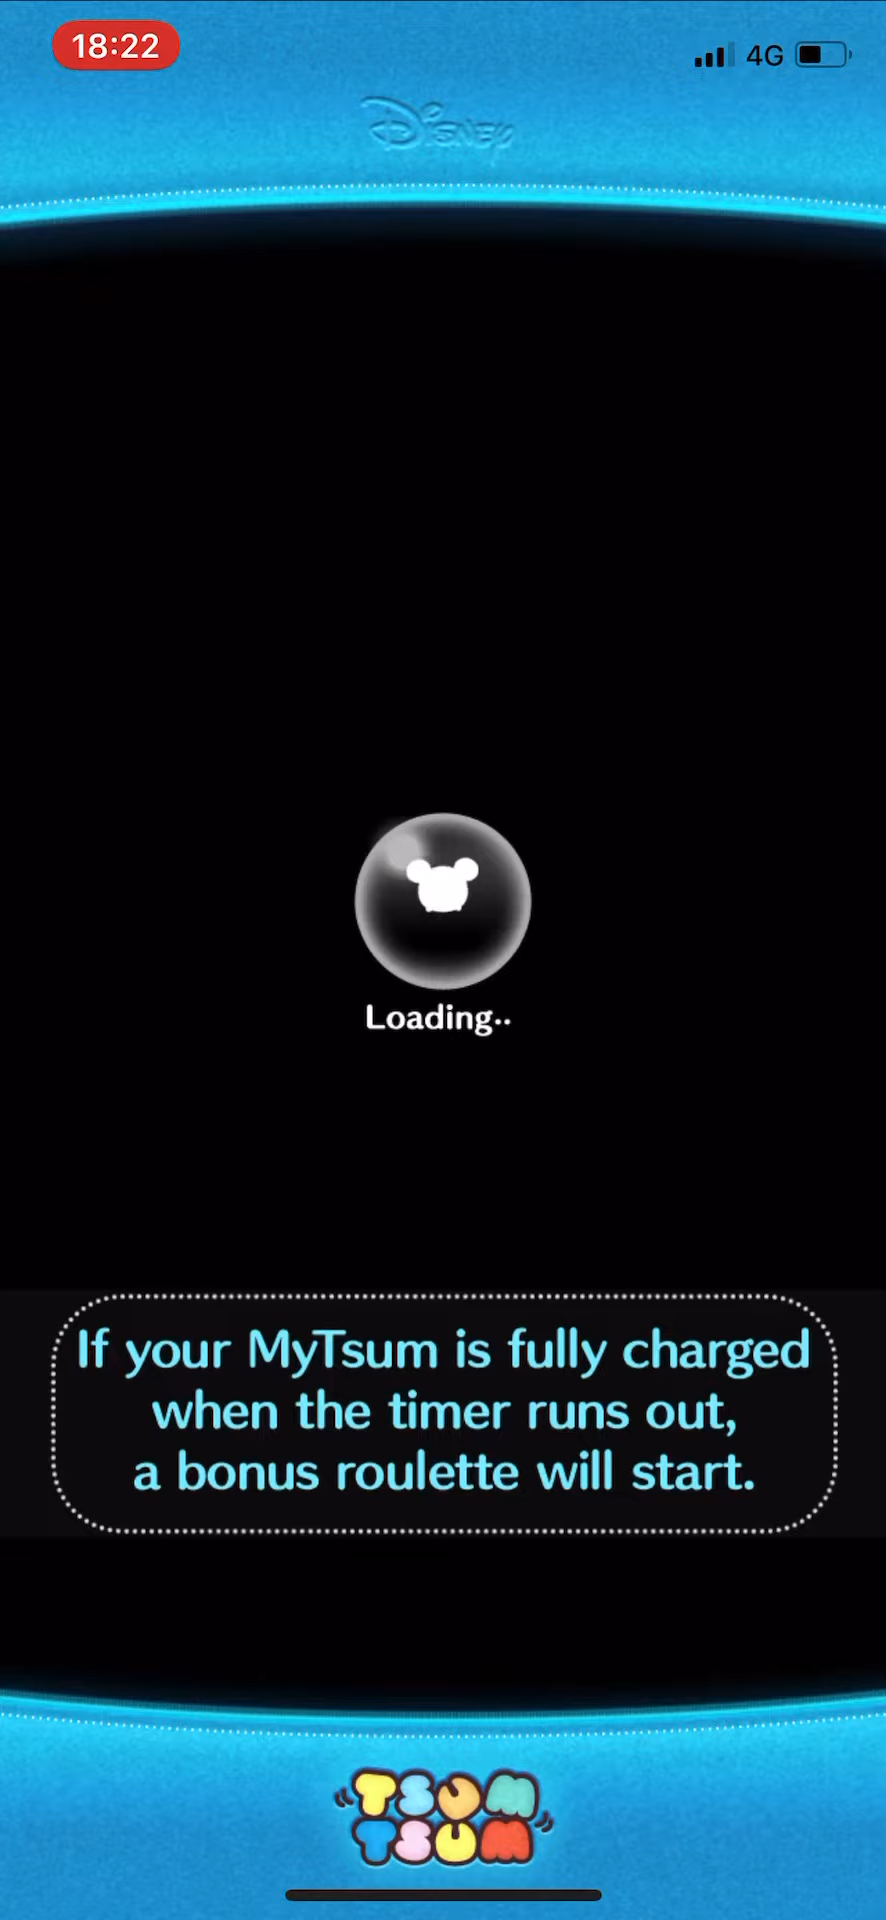 18:22
4G
Disney
Loading..
If your MyTsum is fully charged
when the timer runs out,
a bonus roulette will start.
TSUM
TSUM